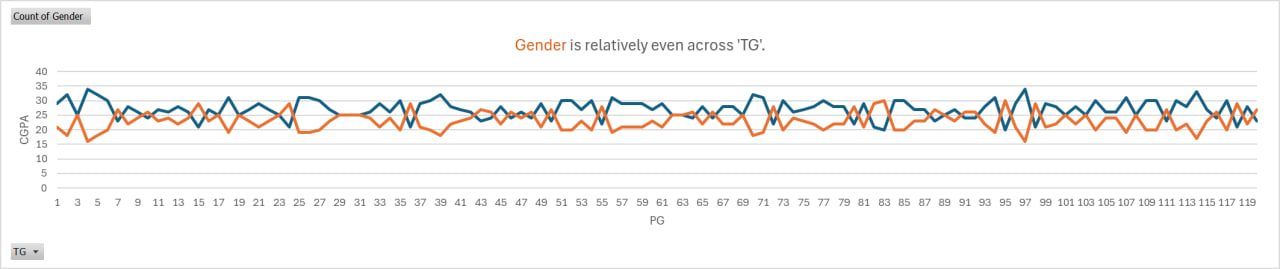 Count of Gender
Gender is relatively even across 'TG'.
40
35
30
25
20
15
10
5
0
CGPA
1 3 5 7 9 11 13 15 17 19 21 23 25 27 29 31 33 35 37 39 41 43 45 47 49 51 53 55 57 59 61 63 65 67 69 71 73 75 77 79 81 83 85 87 89 91 93 95 97 99 101 103 105 107 109 111 113 115 117 119
PG
TG